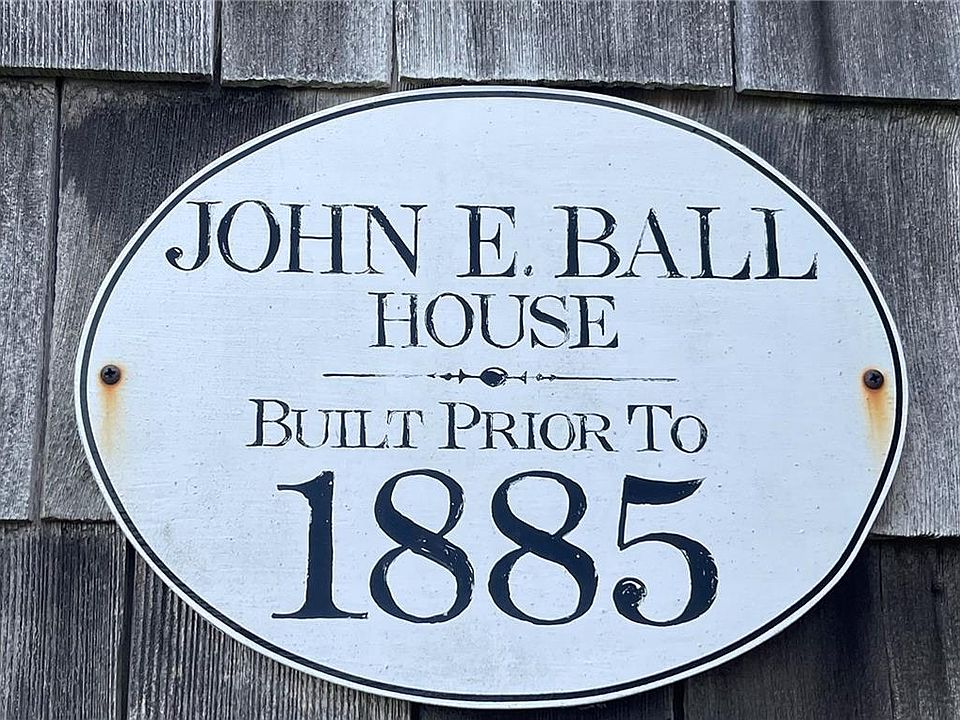 JOHN E. BALL
HOUSE
BUILT PRIOR TO
1885